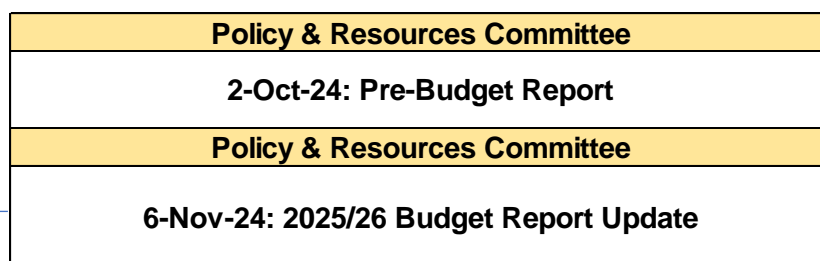 Policy & Resources Committee
2-Oct-24: Pre-Budget Report
Policy & Resources Committee
6-Nov-24: 2025/26 Budget Report Update